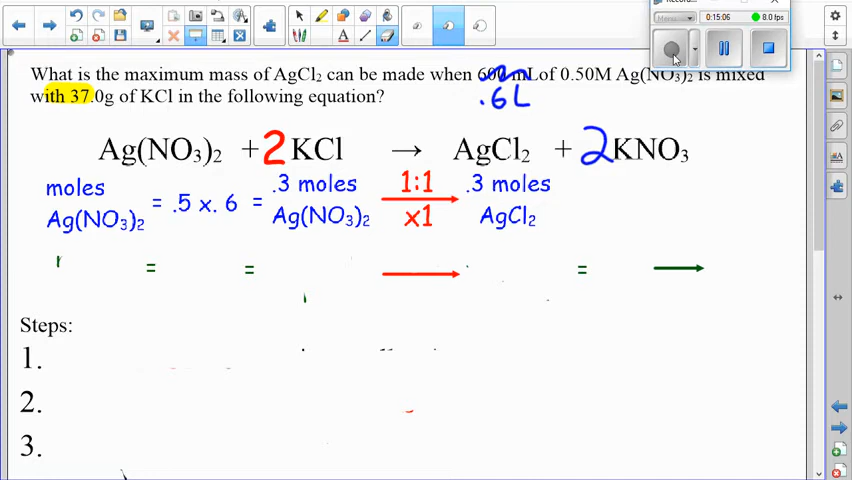 0:15:06
8.0 fps
What is the maximum mass of AgCl₂ can be made when 600 mLof 0.50M Ag(NO₃)₂ is mixed
with 37.0g of KCl in the following equation?
.6L
Ag(NO₃)₂ + 2 KCl → AgCl₂ + 2 KNO₃
moles Ag(NO₃)₂ = .5 x .6 = .3 moles Ag(NO₃)₂ 1:1 x1 .3 moles AgCl₂
= = = 
Steps:
1.
2.
3.